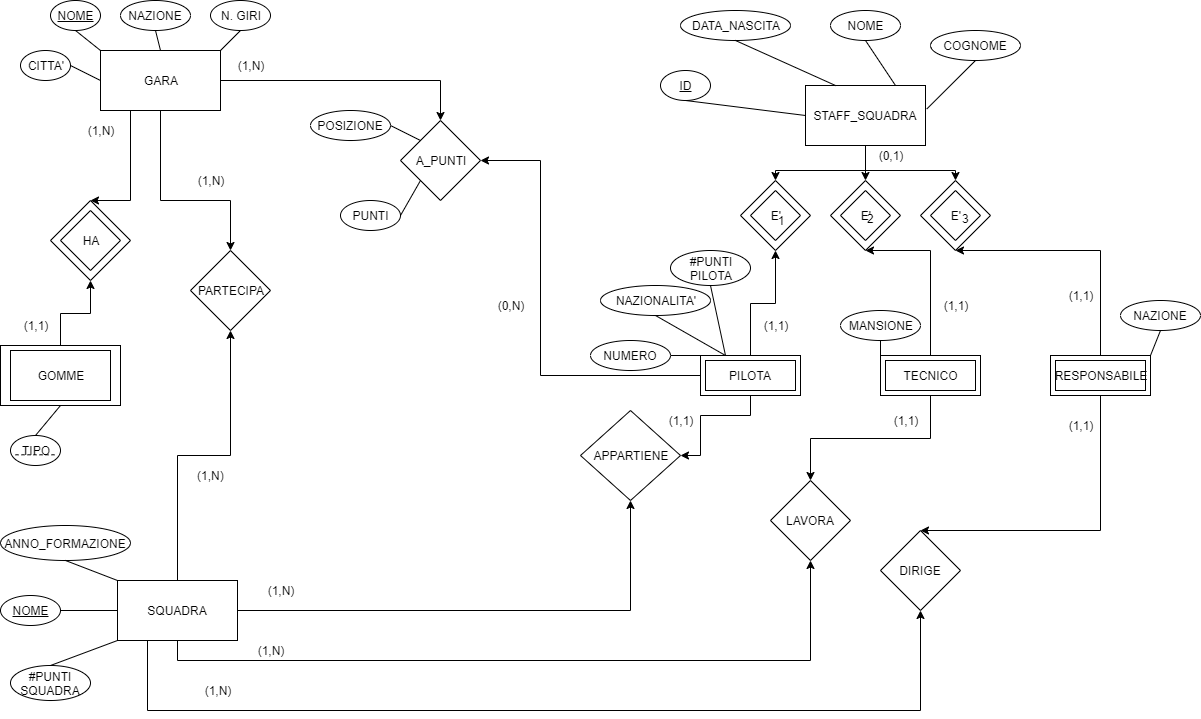 NOME
NAZIONE
N. GIRI
CITTA'
GARA
(1,N)
(1,N)
(1,N)
POSIZIONE
A_PUNTI
PUNTI
DATA_NASCITA
NOME
COGNOME
ID
STAFF_SQUADRA
(0,1)
E'1
E'2
E'3
HA
PARTECIPA
#PUNTI
PILOTA
NAZIONALITA'
NUMERO
(0,N)
(1,1)
(1,1)
(1,1)
(1,1)
MANSIONE
NAZIONE
GOMME
PILOTA
TECNICO
RESPONSABILE
TIPO
(1,1)
(1,1)
(1,1)
APPARTIENE
(1,N)
LAVORA
ANNO_FORMAZIONE
DIRIGE
NOME
SQUADRA
(1,N)
(1,N)
#PUNTI
SQUADRA
(1,N)